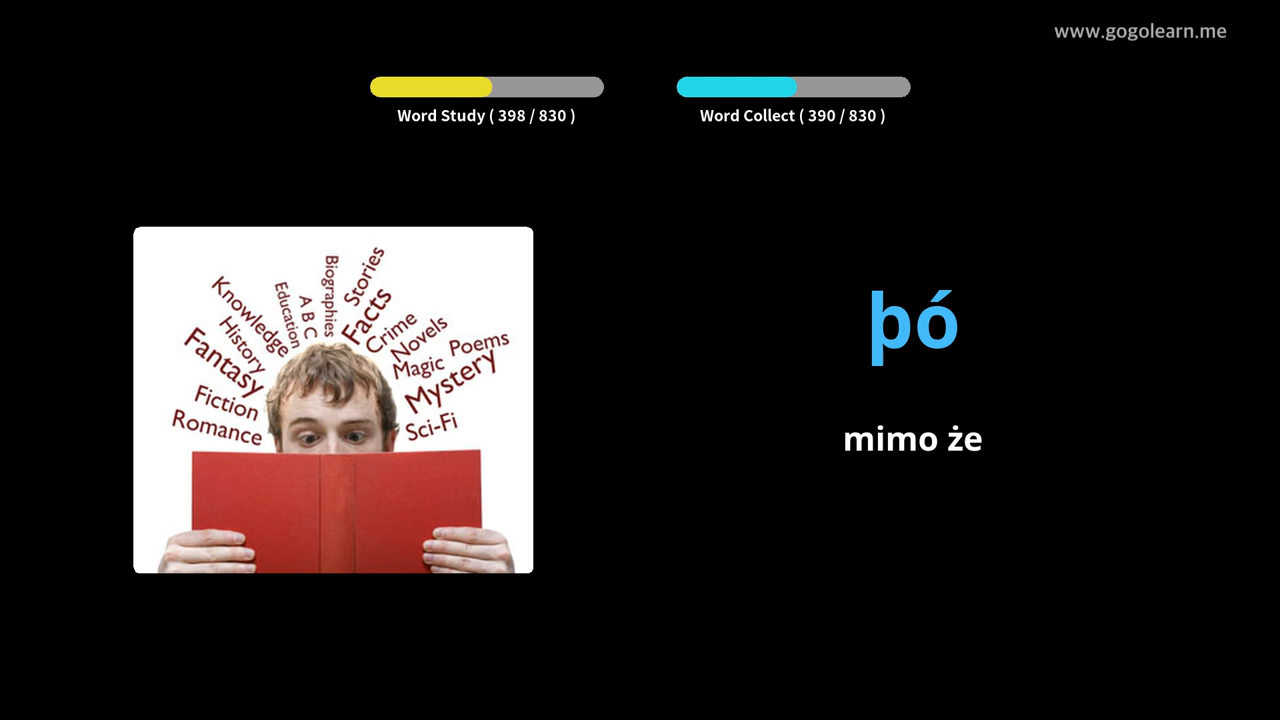 www.gogolearn.me
Word Study ( 398 / 830 )
Word Collect ( 390 / 830 )
Knowledge
History
Fantasy
Fiction
Romance
Education
A B C
Biographies
Stories
Facts
Crime
Novels
Magic
Poems
Mystery
Sci-Fi
þó
mimo że